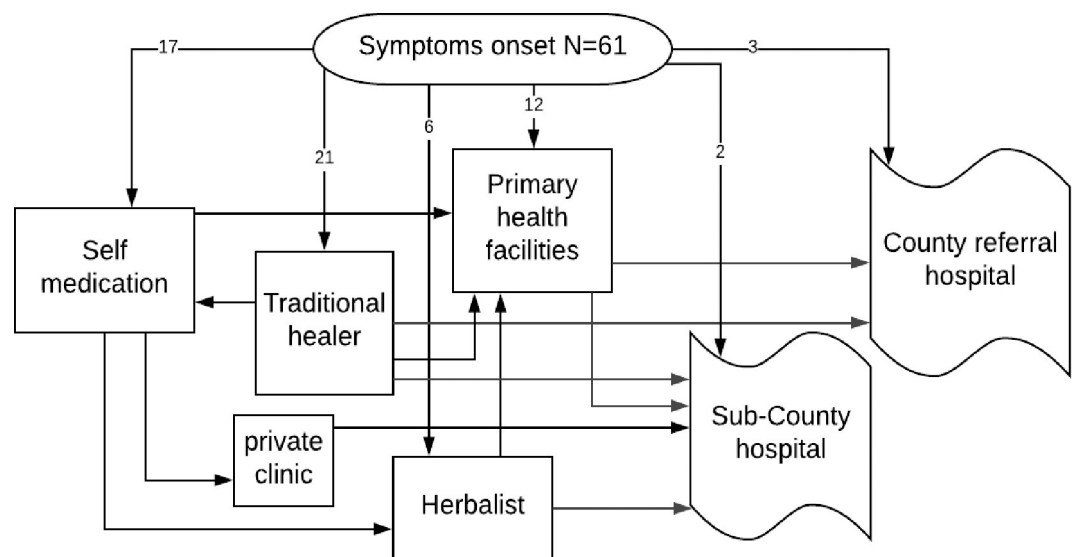 Symptoms onset N=61
17
3
12
6
2
21
Primary
health
facilities
Self
medication
County referral
hospital
Traditional
healer
Sub-County
hospital
private
clinic
Herbalist